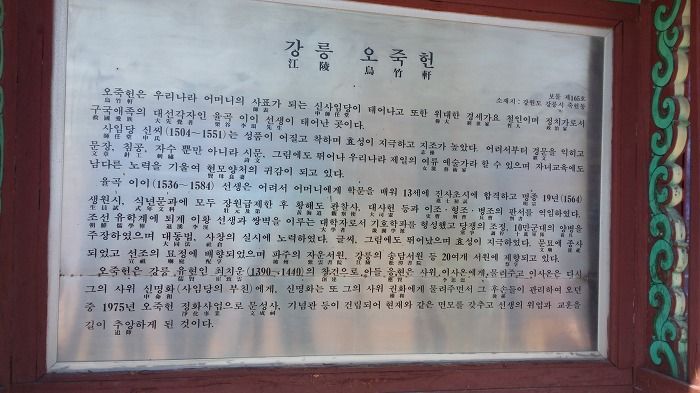 강릉 오죽헌
江陵 烏竹軒
보물 제165호
소재지 : 강원도 강릉시 죽헌동
오죽헌은 우리나라 어머니의 사표가 되는 신사임당이 태어나고 또한 위대한 경세가요 철인이며 정치가로서
구국애족의 대선각자인 율곡 이이 선생이 태어난 곳이다.
사임당 신씨(1504~1551)는 성품이 어질고 착하며 효성이 지극하고 지조가 높았다. 어려서부터 경문을 익히고
문장, 침공, 자수 뿐만 아니라 시문, 그림에도 뛰어나 우리나라 제일의 여류 예술가라 할 수 있으며 자녀교육에도
남다른 노력을 기울여 현모양처의 귀감이 되고 있다.
율곡 이이(1536~1584) 선생은 어려서 어머니에게 학문을 배워 13세에 진사초시에 합격하고 명종 19년(1564)
생원시, 식년문과에 모두 장원급제한 후 황해도 관찰사, 대사헌 등과 이조·형조·병조의 판서를 역임하였다.
조선 유학계에 퇴계 이황 선생과 쌍벽을 이루는 대학자로서 기호학파를 형성했고 당쟁의 조정, 10만군대의 양병을
주장하였으며 대동법, 사창의 실시에 노력하였다. 글씨, 그림에도 뛰어났으며 효성이 지극하였다. 문묘에 종사
되었고 선조의 묘정에 배향되었으며 파주의 자운서원, 강릉의 송담서원 등 20여개 서원에 제향되고 있다.
오죽헌은 강릉 유현인 최치운(1390~1440)의 창건으로 아들 응현은 사위 이사온에게 물려주고 이사온은 다시
그의 사위 신명화(사임당의 부친)에게, 신명화는 또 그의 사위 권화에게 물려주면서 그 후손들이 관리하여 오던
중 1975년 오죽헌 정화사업으로 문성사, 기념관 등이 건립되어 현재와 같은 면모를 갖추고 선생의 위업과 교훈을
길이 추앙하게 된 것이다.